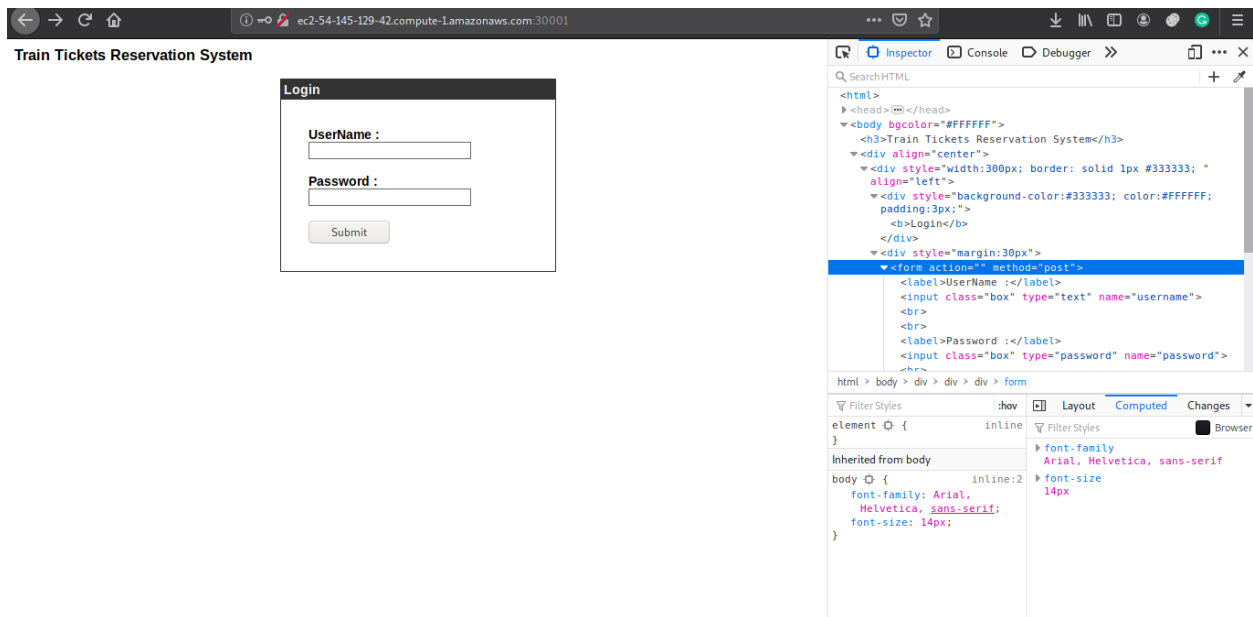 ec2-54-145-129-42.compute-1.amazonaws.com:30001
Train Tickets Reservation System
Login
UserName :
Password :
Submit
Inspector Console Debugger
Search HTML
<html>
<head> </head>
<body bgcolor="#FFFFFF">
<h3>Train Tickets Reservation System</h3>
<div align="center">
<div style="width:300px; border: solid 1px #333333; "
align="left">
<div style="background-color:#333333; color:#FFFFFF;
padding:3px;">
<b>Login</b>
</div>
<div style="margin:30px">
<form action="" method="post">
<label>UserName :</label>
<input class="box" type="text" name="username">
<br>
<br>
<label>Password :</label>
<input class="box" type="password" name="password">
<br>
html > body > div > div > div > form
Filter Styles :hov
element { inline
}
Inherited from body
body { inline:2
font-family: Arial,
Helvetica, sans-serif;
font-size: 14px;
}
Layout Computed Changes
Filter Styles Browser
font-family
Arial, Helvetica, sans-serif
font-size
14px